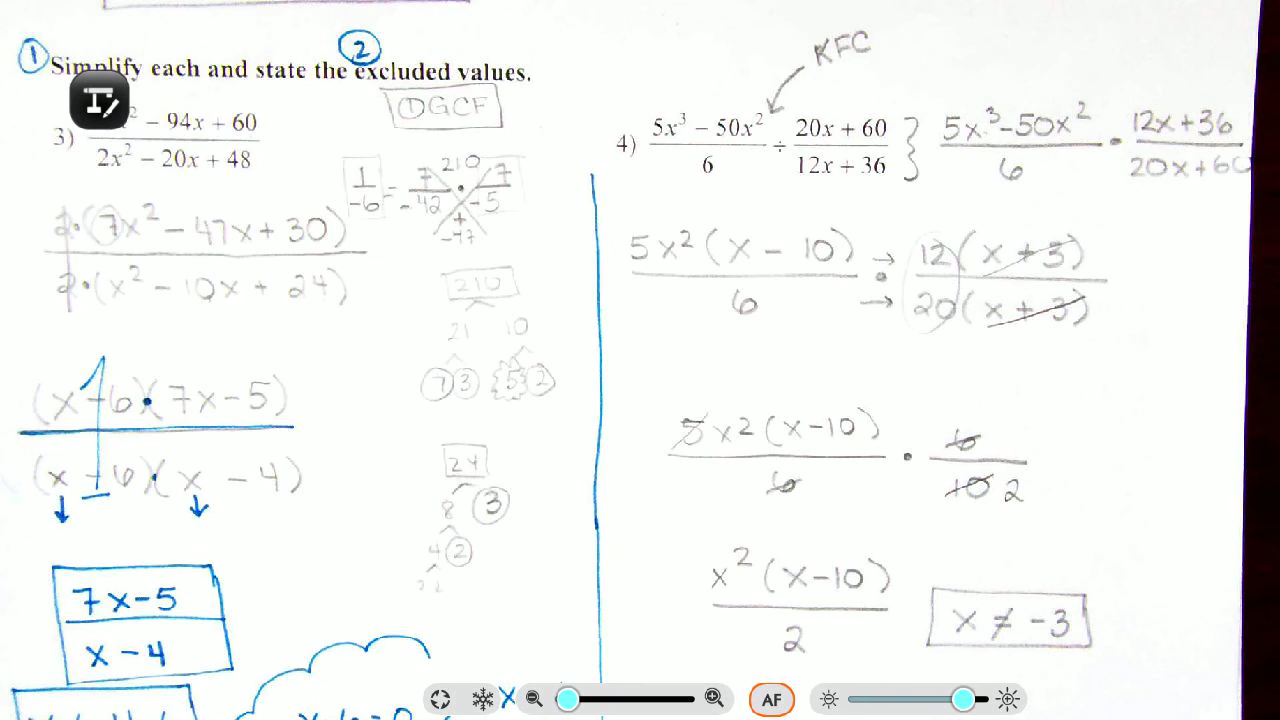 ① Simplify each and state the ② excluded values.
① GCF
3) – 94x + 60
2x² – 20x + 48
2·(7x² – 47x + 30)
2·(x² – 10x + 24)
1/-6 = 7/-42 · 7/-5
210
+
-47
210
21 10
7 3 5 2
(x – 6)·(7x – 5)
(x – 6)·(x – 4)
24
8 3
4 2
2 2
7x – 5
x – 4
KFC
4) 5x³ – 50x² ÷ 20x + 60
6 12x + 36
5x³ – 50x² · 12x + 36
6 20x + 60
5x²(x – 10) · 12(x + 3)
6 20(x + 3)
5x²(x – 10) · 6
6 10 2
x²(x – 10)
2
x ≠ -3
x
AF